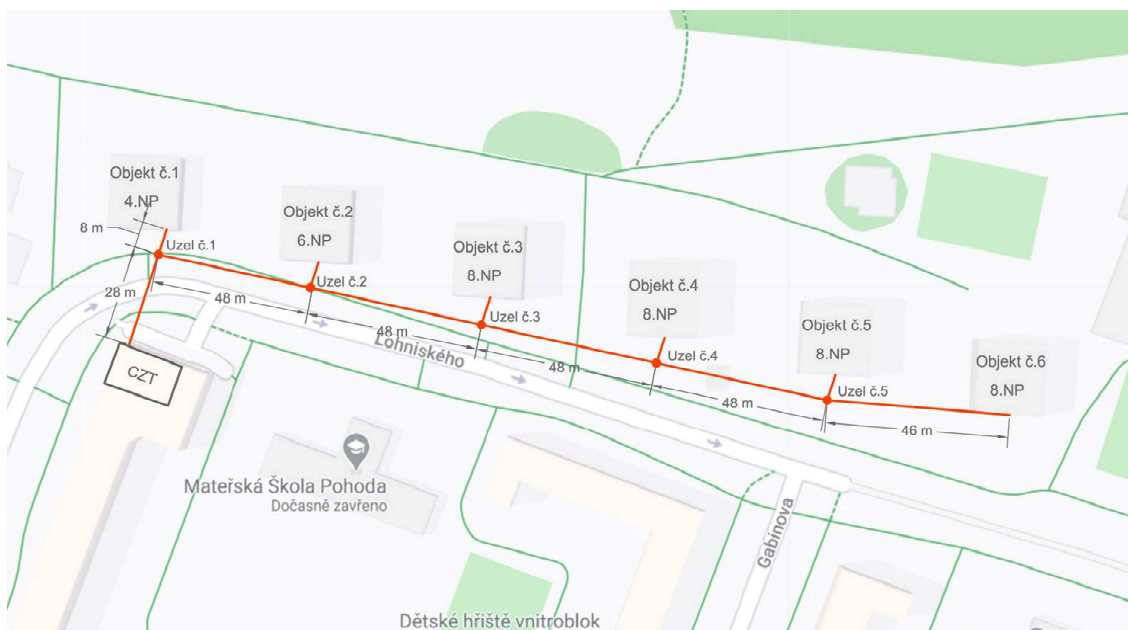 Objekt č.1
4.NP
8 m
Uzel č.1
28 m
48 m
CZT
Objekt č.2
6.NP
Uzel č.2
48 m
Objekt č.3
8.NP
Uzel č.3
48 m
Lohniského
Objekt č.4
8.NP
Uzel č.4
48 m
Objekt č.5
8.NP
Uzel č.5
46 m
Objekt č.6
8.NP
Mateřská Škola Pohoda
Dočasně zavřeno
Gabinova
Dětské hřiště vnitroblok